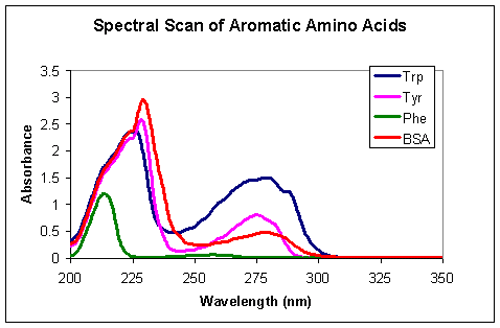 Spectral Scan of Aromatic Amino Acids
3.5
3
2.5
2
1.5
1
0.5
0
Absorbance
200 225 250 275 300 325 350
Wavelength (nm)
Trp
Tyr
Phe
BSA